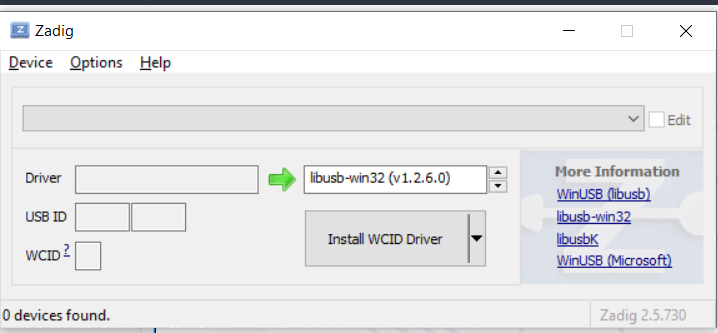 Zadig
Device Options Help
Edit
Driver
libusb-win32 (v1.2.6.0)
USB ID
WCID ?
Install WCID Driver
More Information
WinUSB (libusb)
libusb-win32
libusbK
WinUSB (Microsoft)
0 devices found.
Zadig 2.5.730